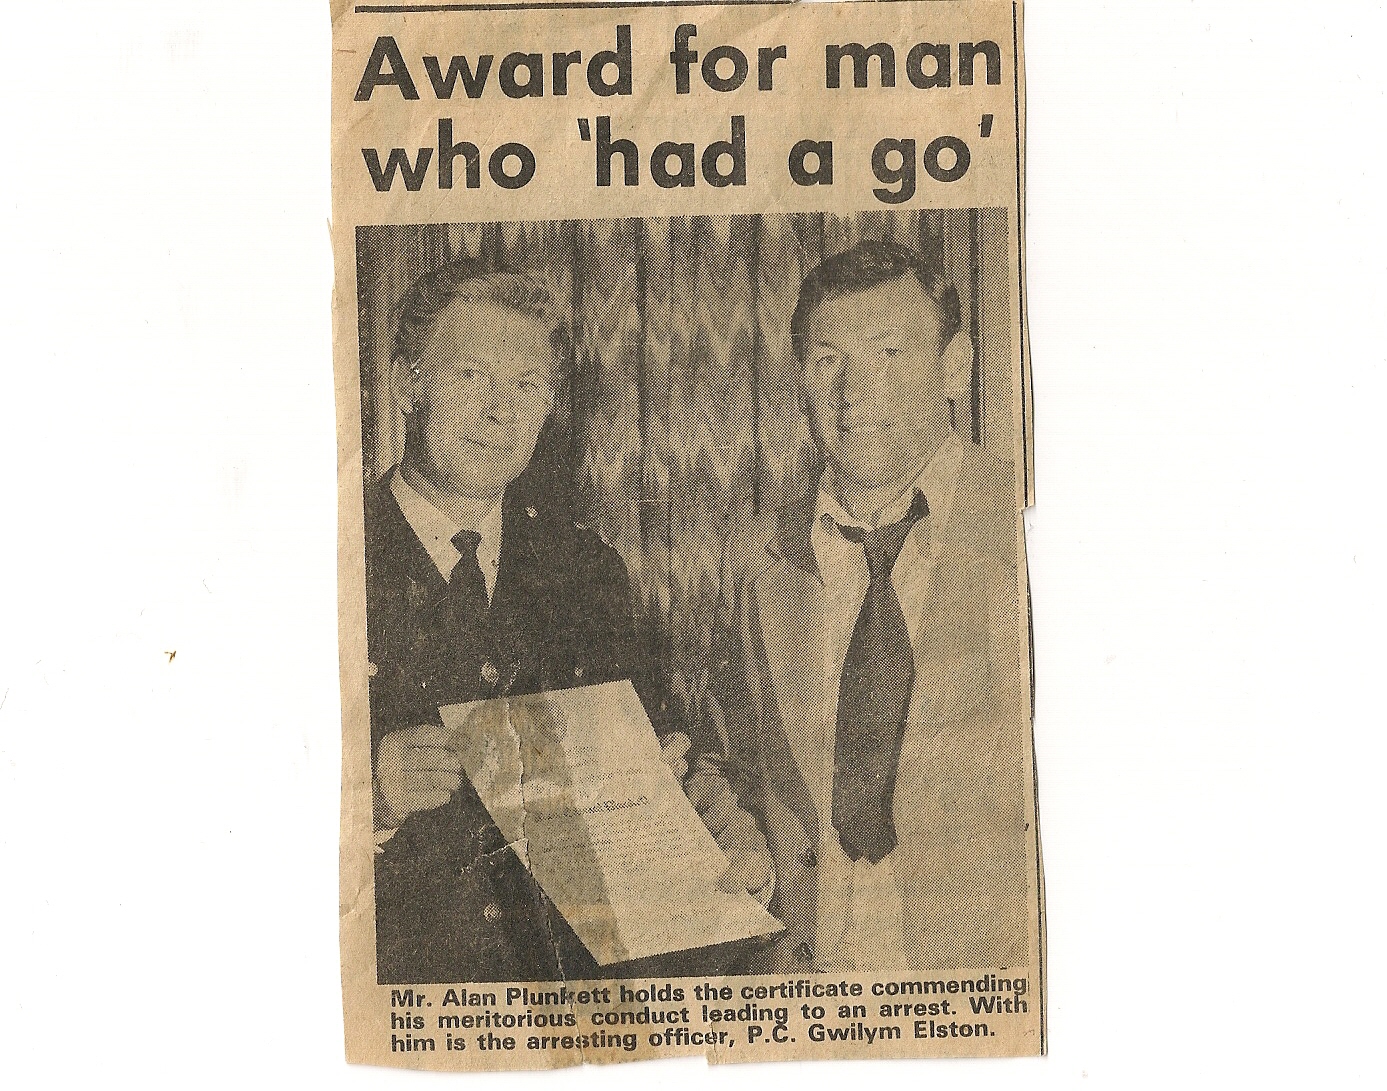 Award for man
who 'had a go'
Mr. Alan Plunkett holds the certificate commending
his meritorious conduct leading to an arrest. With
him is the arresting officer, P.C. Gwilym Elston.